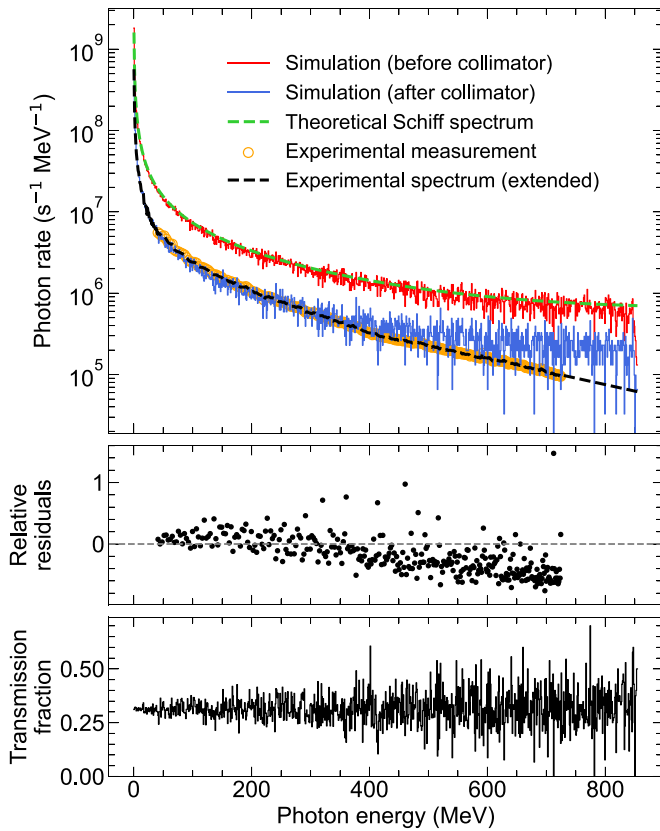 10⁹
10⁸
10⁷
10⁶
10⁵
Photon rate (s⁻¹ MeV⁻¹)
Simulation (before collimator)
Simulation (after collimator)
Theoretical Schiff spectrum
Experimental measurement
Experimental spectrum (extended)
1
0
Relative
residuals
0.50
0.25
0.00
Transmission
fraction
0 200 400 600 800
Photon energy (MeV)